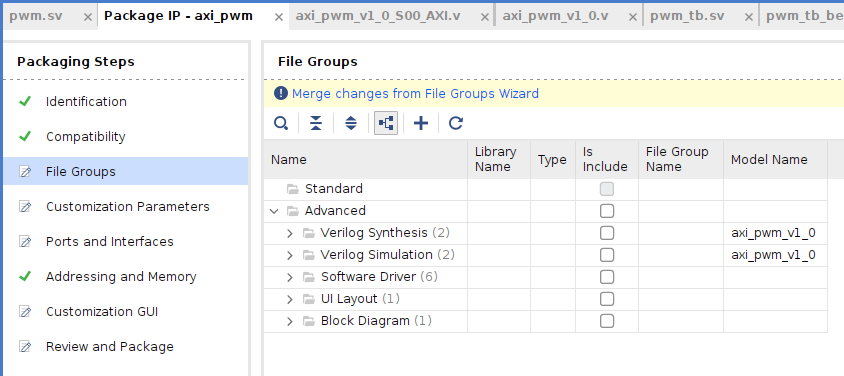 pwm.sv × Package IP - axi_pwm × axi_pwm_v1_0_S00_AXI.v × axi_pwm_v1_0.v × pwm_tb.sv × pwm_tb_be
Packaging Steps
Identification
Compatibility
File Groups
Customization Parameters
Ports and Interfaces
Addressing and Memory
Customization GUI
Review and Package
File Groups
Merge changes from File Groups Wizard
Name Library Name Type Is Include File Group Name Model Name
Standard
Advanced
Verilog Synthesis (2) axi_pwm_v1_0
Verilog Simulation (2) axi_pwm_v1_0
Software Driver (6)
UI Layout (1)
Block Diagram (1)